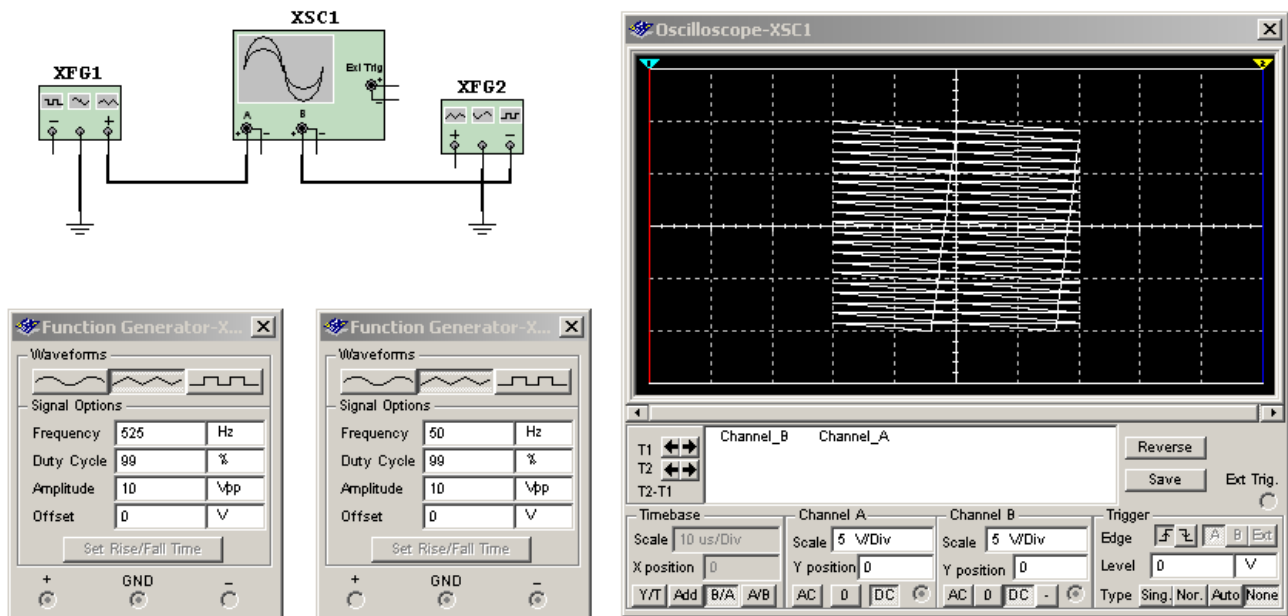 XSC1
XFG1
Ext Trig
XFG2
A B
Oscilloscope-XSC1
1 2
Function Generator-X...
Waveforms
Signal Options
Frequency 525 Hz
Duty Cycle 99 %
Amplitude 10 Vpp
Offset 0 V
Set Rise/Fall Time
+ GND -
Function Generator-X...
Waveforms
Signal Options
Frequency 50 Hz
Duty Cycle 99 %
Amplitude 10 Vpp
Offset 0 V
Set Rise/Fall Time
+ GND -
T1
T2
T2-T1
Channel_B Channel_A
Reverse
Save
Ext Trig.
Timebase
Scale 10 us/Div
X position 0
Y/T Add B/A A/B
Channel A
Scale 5 V/Div
Y position 0
AC 0 DC
Channel B
Scale 5 V/Div
Y position 0
AC 0 DC -
Trigger
Edge A B Ext
Level 0 V
Type Sing. Nor. Auto None